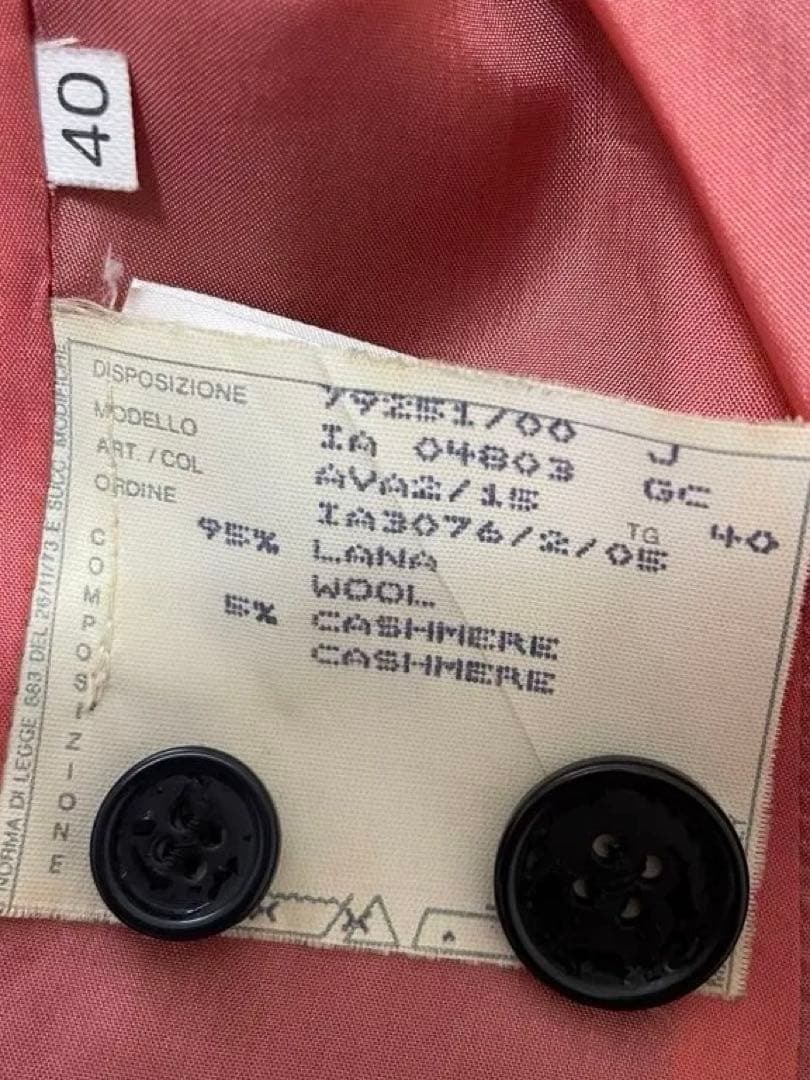 40
DISPOSIZIONE 79251/00 J
MODELLO IA 04803 GC
ART. / COL AVA2/15
ORDINE IA3076/2/05 TG 40
COMPOSIZIONE
95% LANA
WOOL
5% CASHMERE
CASHMERE
NORMA DI LEGGE 883 DEL 26/11/73 E SUCC. MODIFICHE